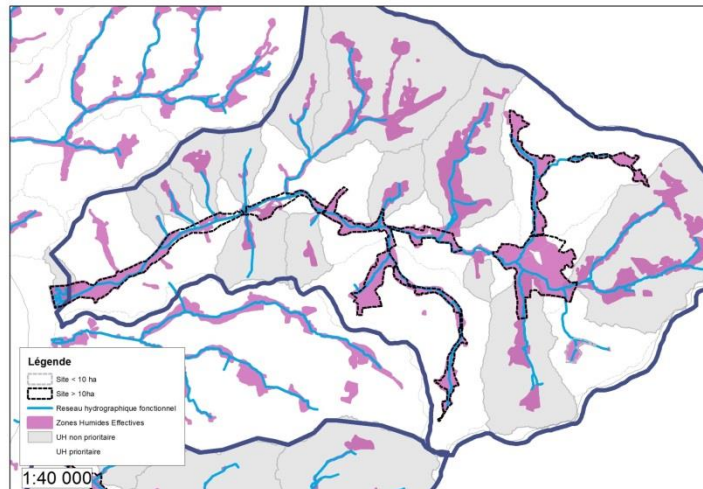 Légende
Site < 10 ha
Site > 10ha
Reseau hydrographique fonctionnel
Zones Humides Effectives
UH non prioritaire
UH prioritaire
1:40 000